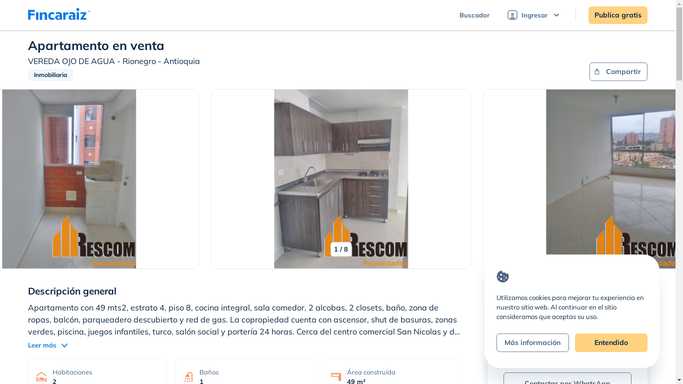 Fincaraiz
Buscador
Ingresar
Publica gratis
Apartamento en venta
VEREDA OJO DE AGUA - Rionegro - Antioquia
Inmobiliaria
Compartir
RESCOM
RESCOM
RESCOM
1 / 8
Descripción general
Apartamento con 49 mts2, estrato 4, piso 8, cocina integral, sala comedor, 2 alcobas, 2 closets, baño, zona de
ropas, balcón, parqueadero descubierto y red de gas. La copropiedad cuenta con ascensor, shut de basuras, zonas
verdes, piscina, juegos infantiles, turco, salón social y portería 24 horas. Cerca del centro comercial San Nicolas y d...
Leer más
Habitaciones
2
Baños
1
Área construida
49 m²
Utilizamos cookies para mejorar tu experiencia en
nuestro sitio web. Al continuar en el sitio
consideramos que aceptas su uso.
Más información
Entendido
Contactar por WhatsApp